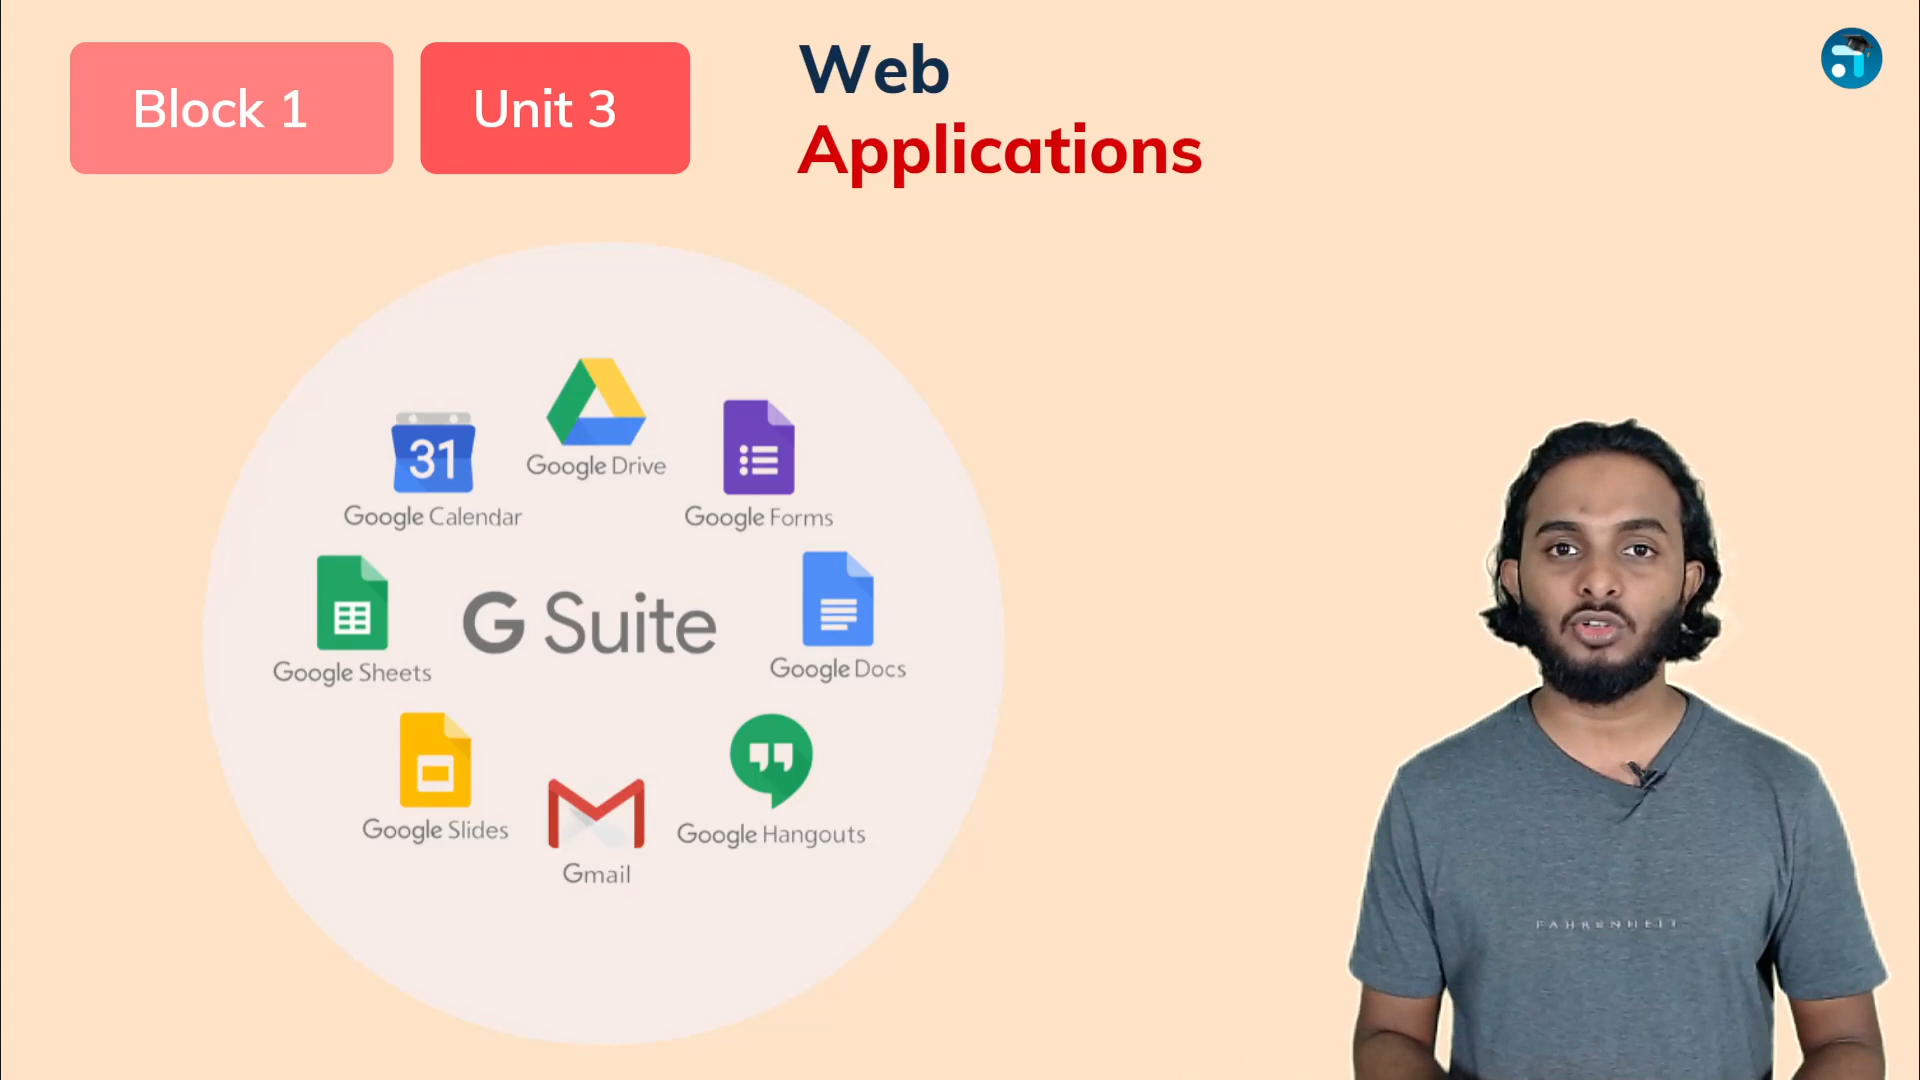 Block 1
Unit 3
Web
Applications
Google Drive
31
Google Calendar
Google Forms
G Suite
Google Sheets
Google Docs
Google Slides
Gmail
Google Hangouts
FAHRENHEIT